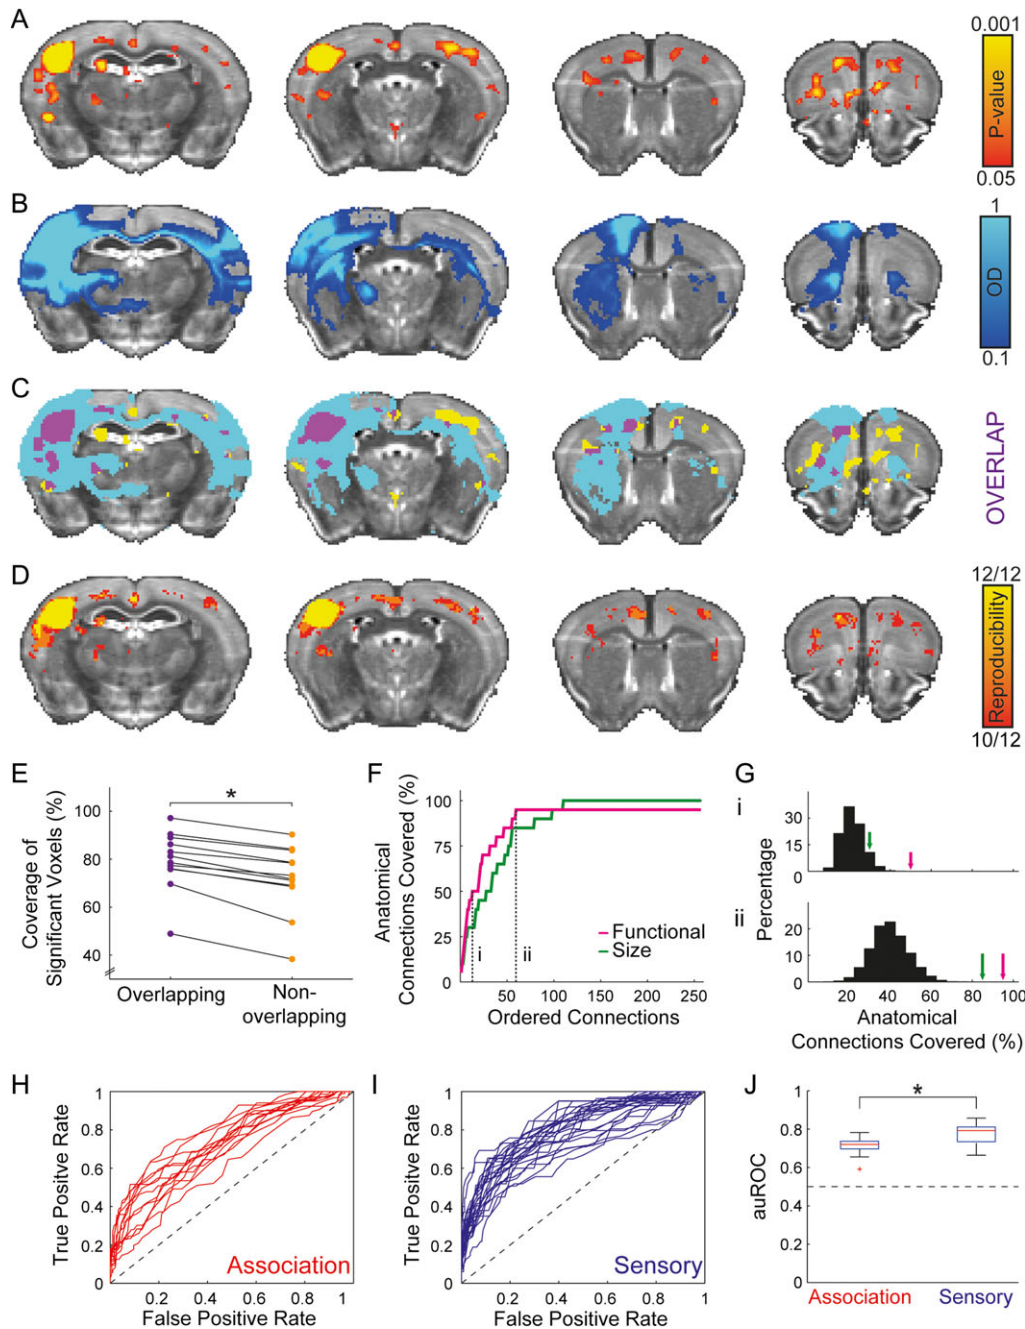 A
0.001
P-value
0.05
B
1
OD
0.1
C
OVERLAP
D
12/12
Reproducibility
10/12
E
Coverage of
Significant Voxels (%)
100
80
60
40
*
Overlapping
Non-
overlapping
F
Anatomical
Connections Covered (%)
100
75
50
25
0
i
ii
Functional
Size
0
50
100
150
200
250
Ordered Connections
G
i
ii
Percentage
30
15
20
10
0
20
40
60
80
100
Anatomical
Connections Covered (%)
H
True Positive Rate
1
0.8
0.6
0.4
0.2
0
Association
0
0.2
0.4
0.6
0.8
1
False Positive Rate
I
True Positive Rate
1
0.8
0.6
0.4
0.2
0
Sensory
0
0.2
0.4
0.6
0.8
1
False Positive Rate
J
auROC
1
0.8
0.6
0.4
0.2
0
*
Association
Sensory